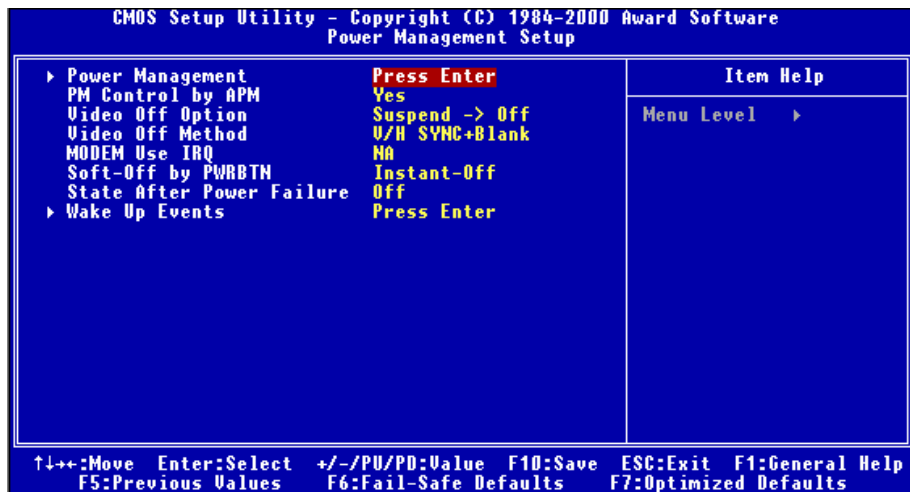 CMOS Setup Utility - Copyright (C) 1984-2000 Award Software
Power Management Setup
▸ Power Management Press Enter
PM Control by APM Yes
Video Off Option Suspend -> Off
Video Off Method V/H SYNC+Blank
MODEM Use IRQ NA
Soft-Off by PWRBTN Instant-Off
State After Power Failure Off
▸ Wake Up Events Press Enter
Item Help
Menu Level ▸
↑↓→←:Move Enter:Select +/-/PU/PD:Value F10:Save ESC:Exit F1:General Help
F5:Previous Values F6:Fail-Safe Defaults F7:Optimized Defaults